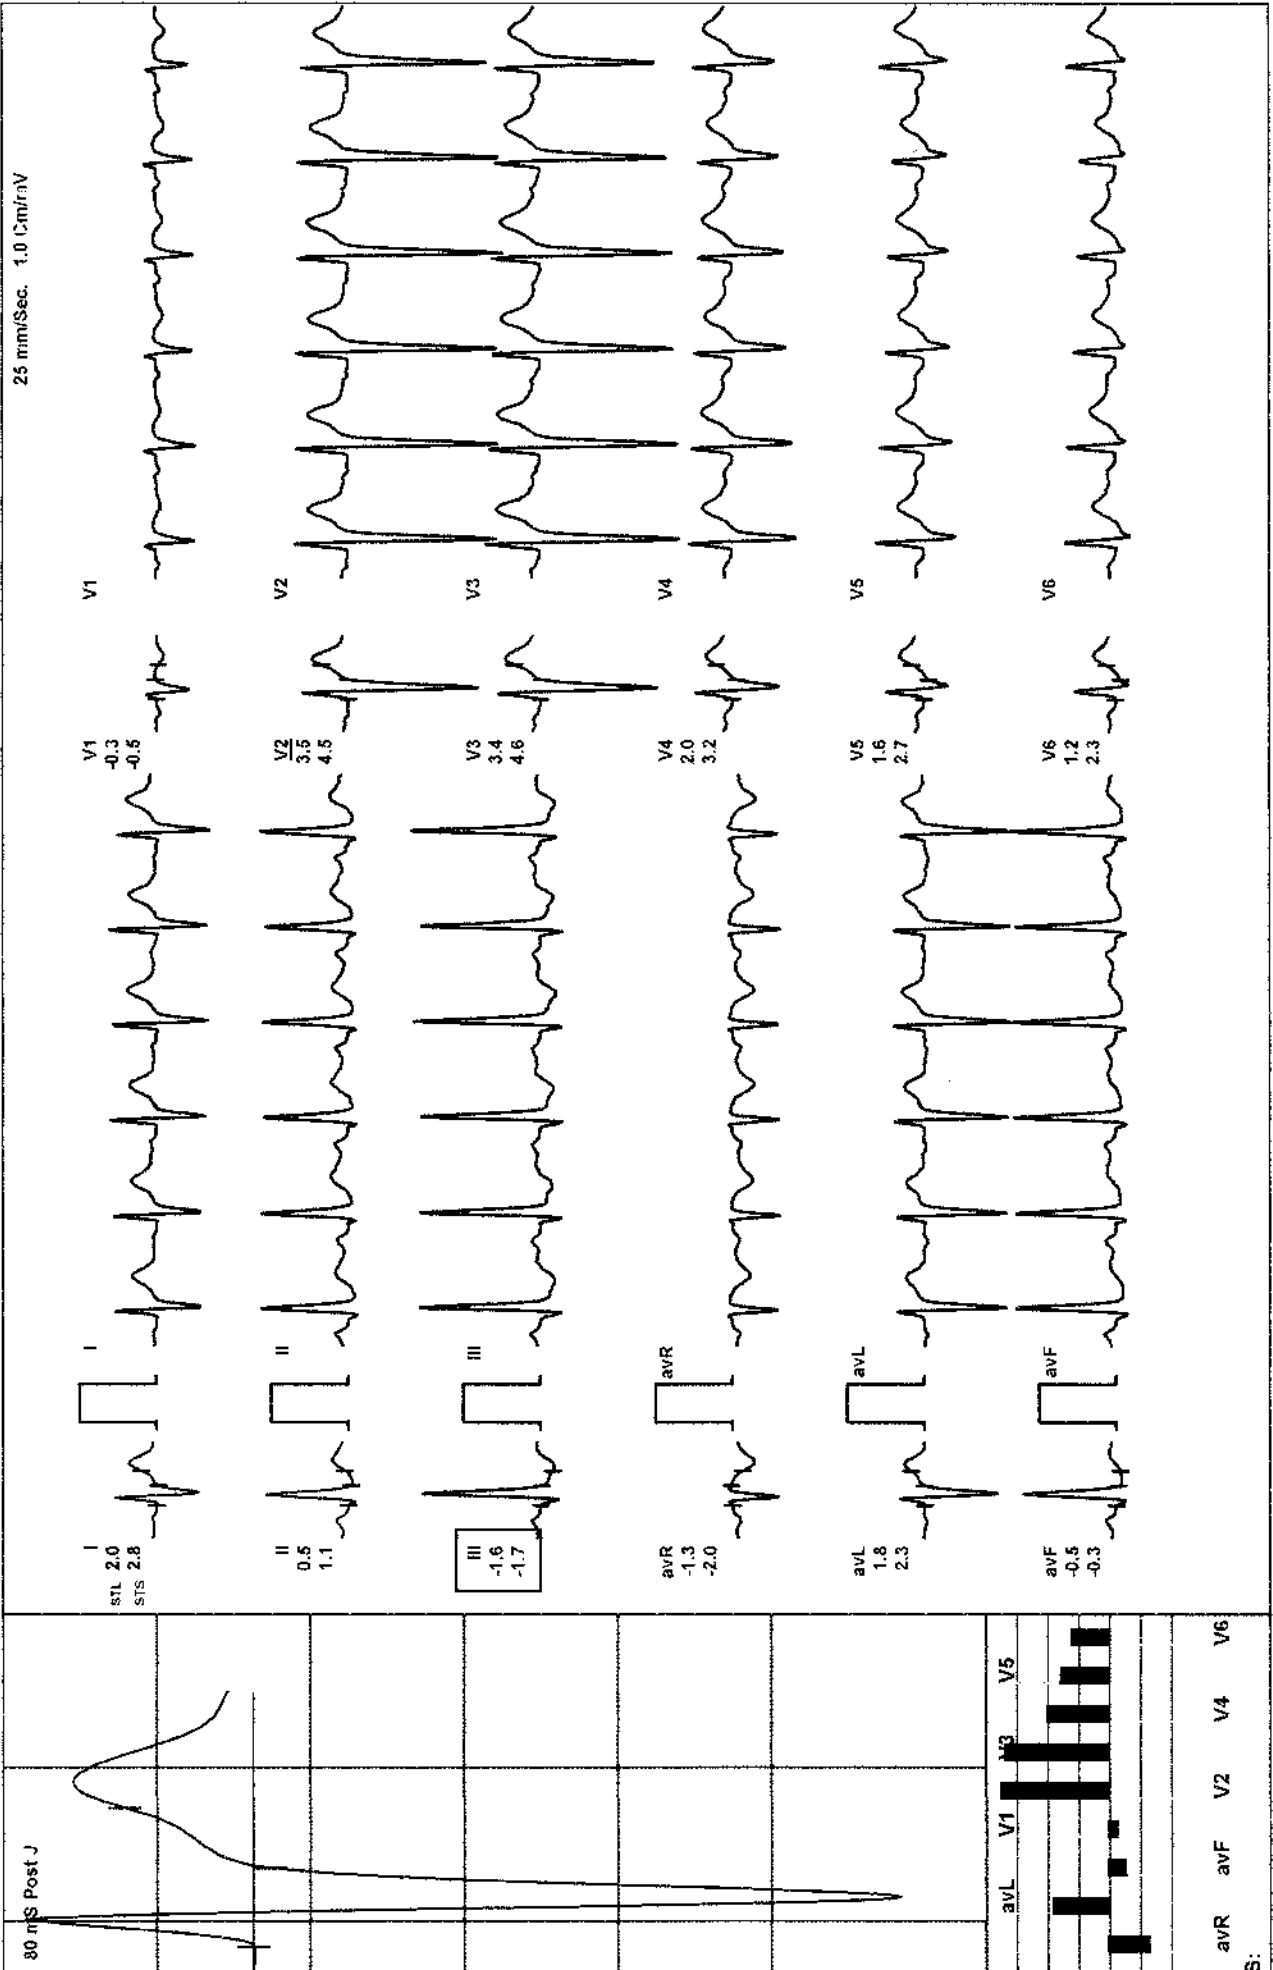 25 mm/Sec. 1.0 Cm/mV
80 mS Post J
I
STL 2.0
STS 2.8
II
0.5
1.1
III
-1.6
-1.7
avR
-1.3
-2.0
avL
1.8
2.3
avF
-0.5
-0.3
I
II
III
avR
avL
avF
V1
-0.3
-0.5
V2
3.5
4.5
V3
3.4
4.6
V4
2.0
3.2
V5
1.6
2.7
V6
1.2
2.3
V1
V2
V3
V4
V5
V6
avL V1 V3 V5
avR avF V2 V4 V6
S: